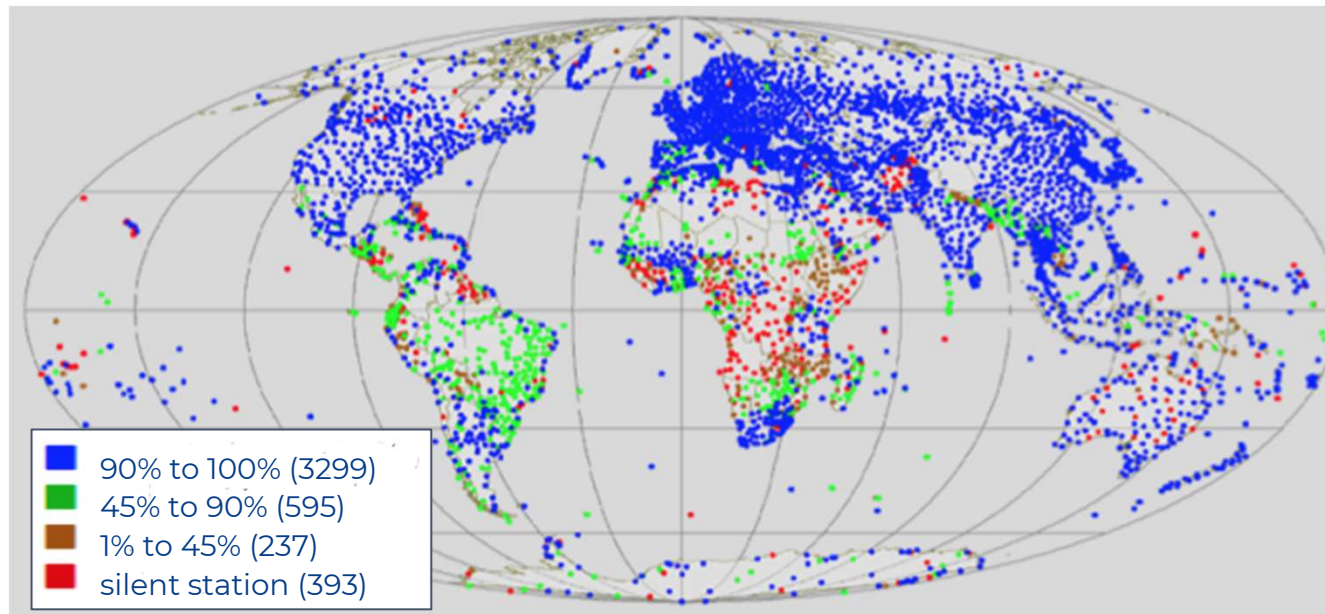 90% to 100% (3299)
45% to 90% (595)
1% to 45% (237)
silent station (393)